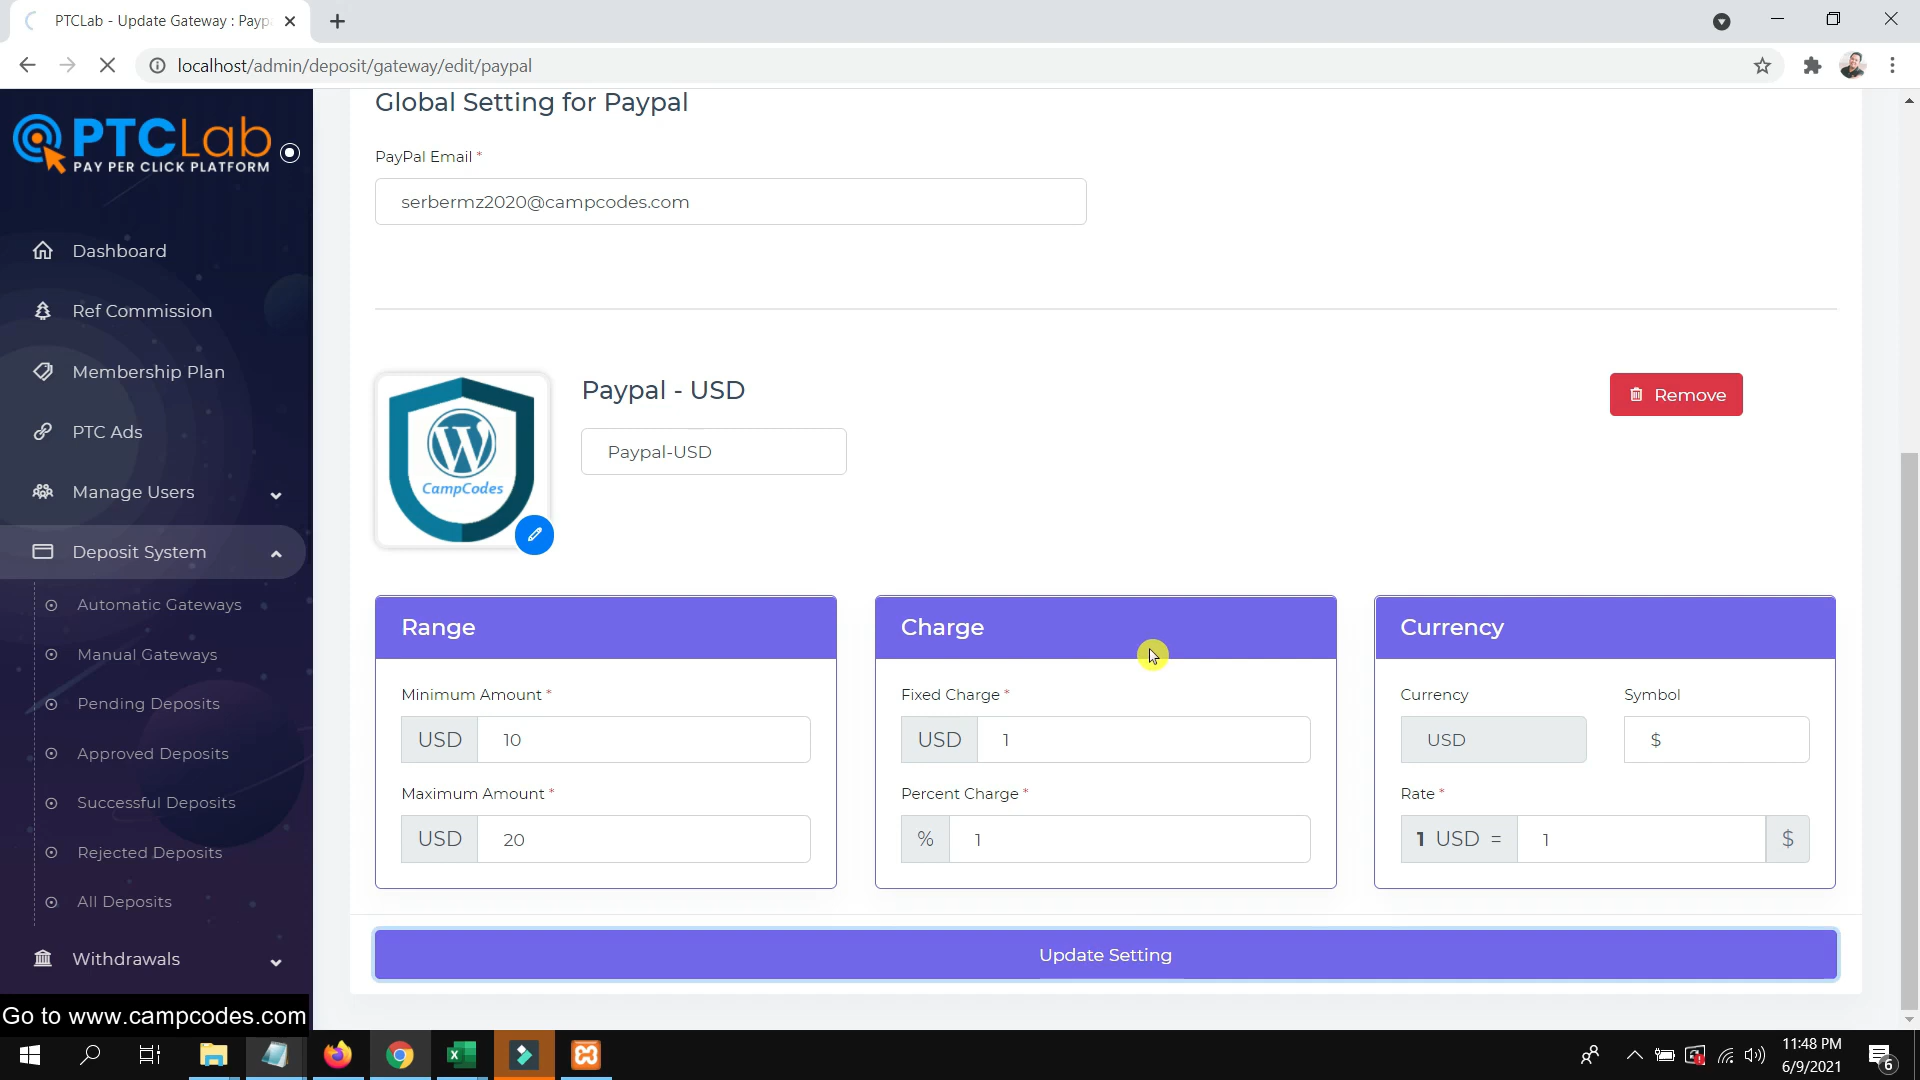 PTCLab - Update Gateway : Payp
localhost/admin/deposit/gateway/edit/paypal
PTCLab
PAY PER CLICK PLATFORM
Dashboard
Ref Commission
Membership Plan
PTC Ads
Manage Users
Deposit System
Automatic Gateways
Manual Gateways
Pending Deposits
Approved Deposits
Successful Deposits
Rejected Deposits
All Deposits
Withdrawals
Go to www.campcodes.com
Global Setting for Paypal
PayPal Email *
serbermz2020@campcodes.com
CampCodes
Paypal - USD
Paypal-USD
Remove
Range
Minimum Amount *
USD 10
Maximum Amount *
USD 20
Charge
Fixed Charge *
USD 1
Percent Charge *
% 1
Currency
Currency Symbol
USD $
Rate *
1 USD = 1 $
Update Setting
11:48 PM
6/9/2021
6